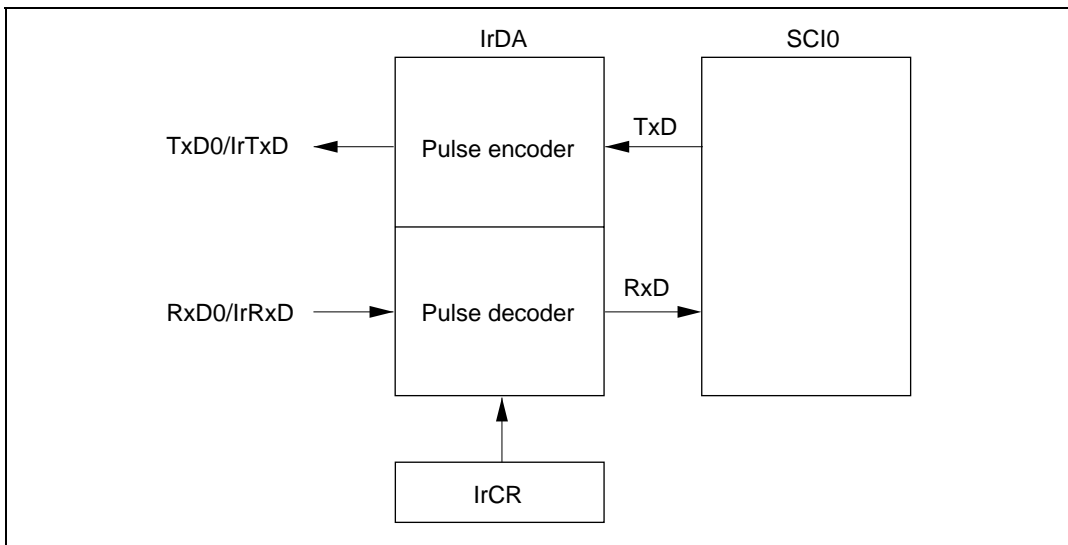 IrDA
SCI0
TxD
TxD0/IrTxD
Pulse encoder
RxD
RxD0/IrRxD
Pulse decoder
IrCR